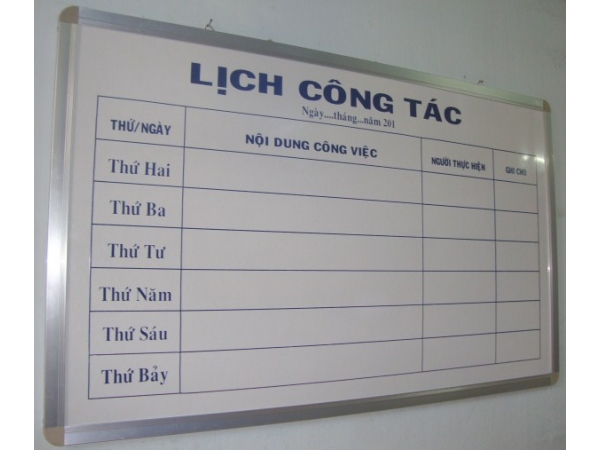 LỊCH CÔNG TÁC
Ngày....tháng...năm 201
THỨ/NGÀY NỘI DUNG CÔNG VIỆC NGƯỜI THỰC HIỆN GHI CHÚ
Thứ Hai
Thứ Ba
Thứ Tư
Thứ Năm
Thứ Sáu
Thứ Bảy